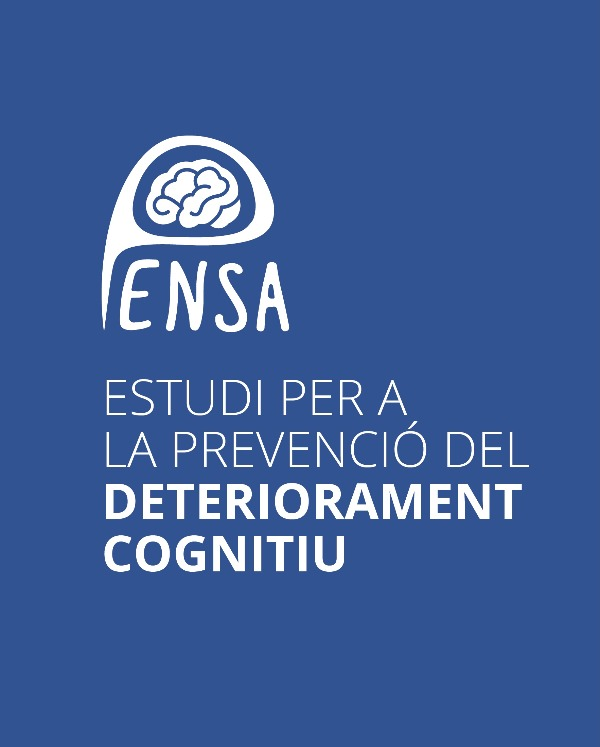 PENSA
ESTUDI PER A
LA PREVENCIÓ DEL
DETERIORAMENT
COGNITIU